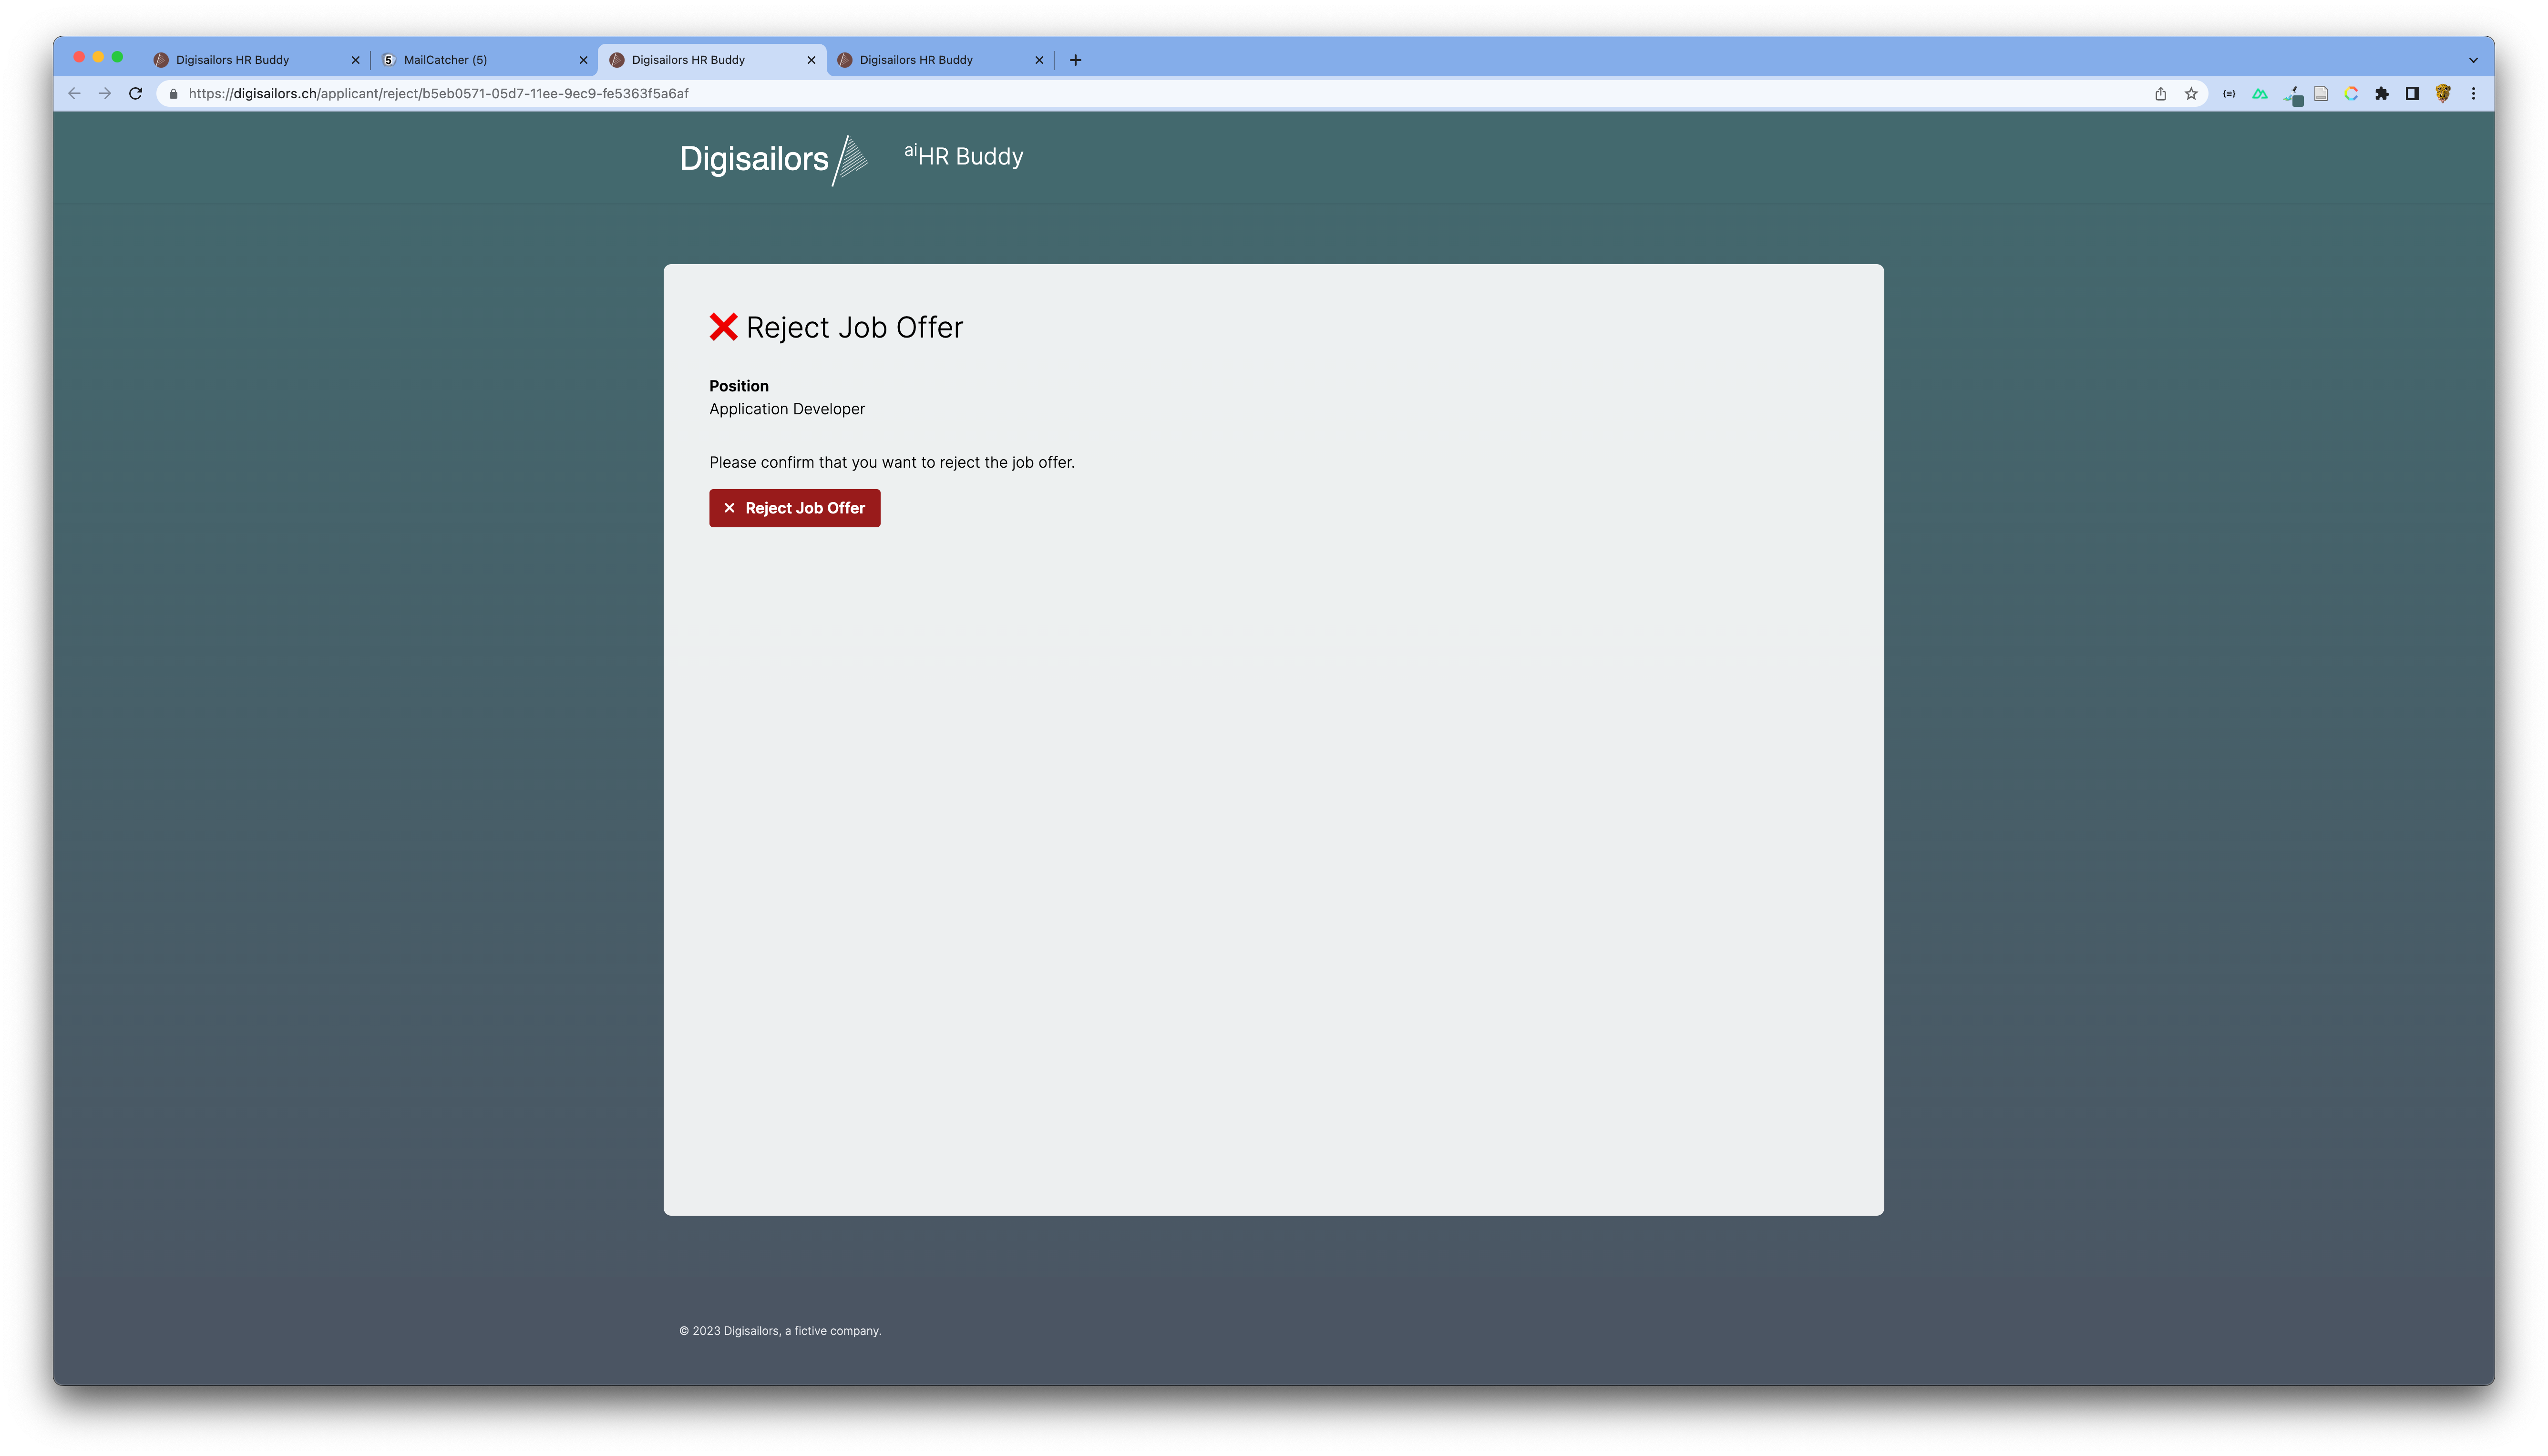 Digisailors HR Buddy
5 MailCatcher (5)
Digisailors HR Buddy
Digisailors HR Buddy
https://digisailors.ch/applicant/reject/b5eb0571-05d7-11ee-9ec9-fe5363f5a6af
Digisailors
aiHR Buddy
Reject Job Offer
Position
Application Developer
Please confirm that you want to reject the job offer.
Reject Job Offer
© 2023 Digisailors, a fictive company.